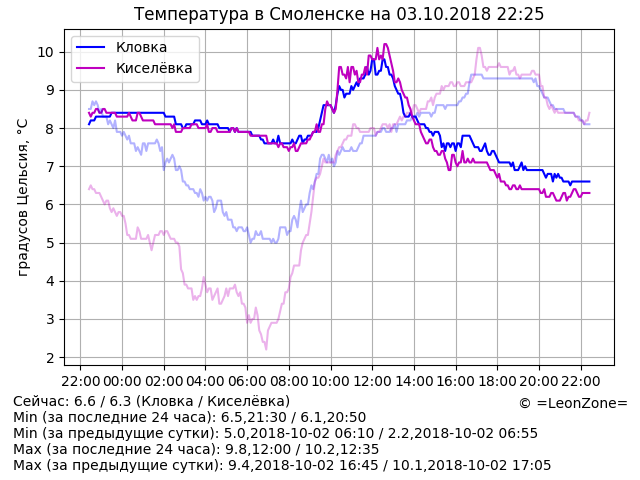 Температура в Смоленске на 03.10.2018 22:25
Кловка
Киселёвка
градусов Цельсия, °C
10
9
8
7
6
5
4
3
2
22:00 00:00 02:00 04:00 06:00 08:00 10:00 12:00 14:00 16:00 18:00 20:00 22:00
Сейчас: 6.6 / 6.3 (Кловка / Киселёвка)
© =LeonZone=
Min (за последние 24 часа): 6.5,21:30 / 6.1,20:50
Min (за предыдущие сутки): 5.0,2018-10-02 06:10 / 2.2,2018-10-02 06:55
Max (за последние 24 часа): 9.8,12:00 / 10.2,12:35
Max (за предыдущие сутки): 9.4,2018-10-02 16:45 / 10.1,2018-10-02 17:05